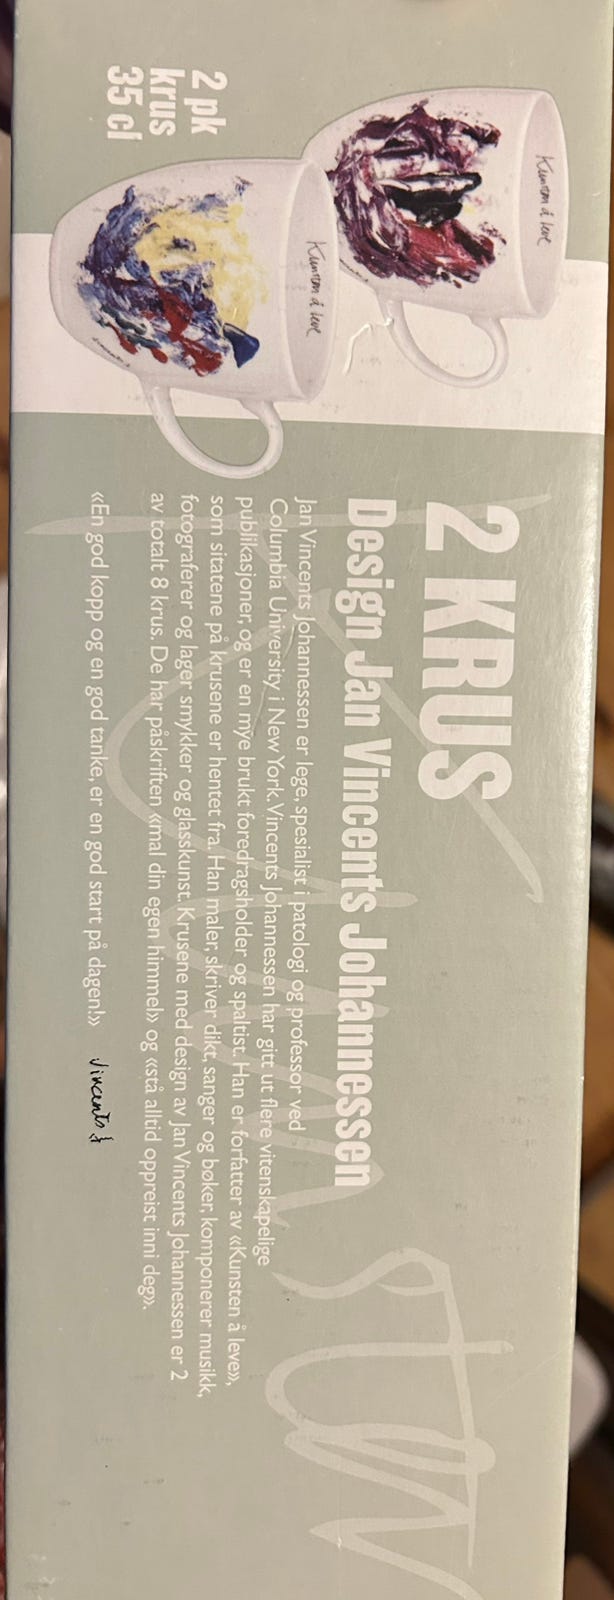 2 pk
krus
35 cl
Kunsten å leve
Kunsten å leve
2 KRUS
Design Jan Vincents Johannessen
Jan Vincents Johannessen er lege, spesialist i patologi og professor ved
Columbia University i New York. Vincents Johannessen har gitt ut flere vitenskapelige
publikasjoner, og er en mye brukt foredragsholder og spaltist. Han er forfatter av «Kunsten å leve»,
som sitatene på krusene er hentet fra. Han maler, skriver dikt, sanger og bøker, komponerer musikk,
fotograferer og lager smykker og glasskunst. Krusene med design av Jan Vincents Johannessen er 2
av totalt 8 krus. De har påskriften «mal din egen himmel» og «stå alltid oppreist inni deg».
«En god kopp og en god tanke, er en god start på dagen!»
Vincents